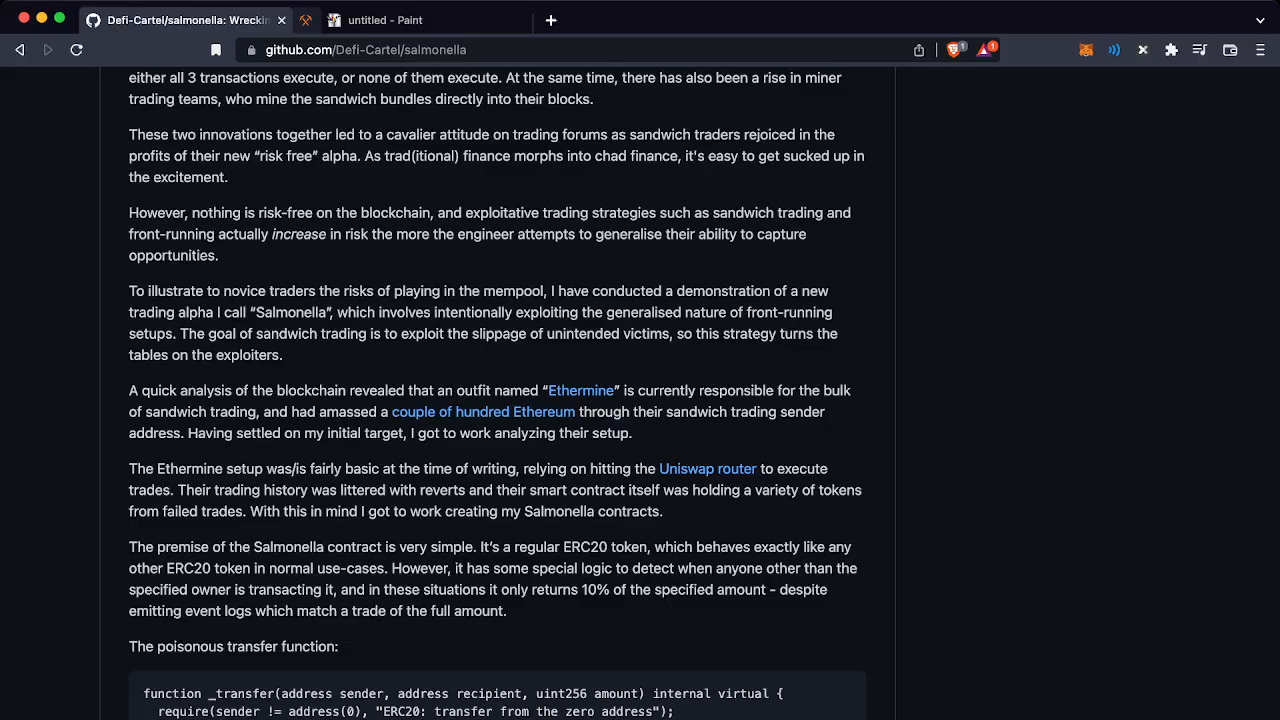 Defi-Cartel/salmonella: Wreckin
untitled - Paint
github.com/Defi-Cartel/salmonella
1
1
either all 3 transactions execute, or none of them execute. At the same time, there has also been a rise in miner
trading teams, who mine the sandwich bundles directly into their blocks.
These two innovations together led to a cavalier attitude on trading forums as sandwich traders rejoiced in the
profits of their new “risk free” alpha. As trad(itional) finance morphs into chad finance, it's easy to get sucked up in
the excitement.
However, nothing is risk-free on the blockchain, and exploitative trading strategies such as sandwich trading and
front-running actually increase in risk the more the engineer attempts to generalise their ability to capture
opportunities.
To illustrate to novice traders the risks of playing in the mempool, I have conducted a demonstration of a new
trading alpha I call “Salmonella”, which involves intentionally exploiting the generalised nature of front-running
setups. The goal of sandwich trading is to exploit the slippage of unintended victims, so this strategy turns the
tables on the exploiters.
A quick analysis of the blockchain revealed that an outfit named “Ethermine” is currently responsible for the bulk
of sandwich trading, and had amassed a couple of hundred Ethereum through their sandwich trading sender
address. Having settled on my initial target, I got to work analyzing their setup.
The Ethermine setup was/is fairly basic at the time of writing, relying on hitting the Uniswap router to execute
trades. Their trading history was littered with reverts and their smart contract itself was holding a variety of tokens
from failed trades. With this in mind I got to work creating my Salmonella contracts.
The premise of the Salmonella contract is very simple. It’s a regular ERC20 token, which behaves exactly like any
other ERC20 token in normal use-cases. However, it has some special logic to detect when anyone other than the
specified owner is transacting it, and in these situations it only returns 10% of the specified amount - despite
emitting event logs which match a trade of the full amount.
The poisonous transfer function:
function _transfer(address sender, address recipient, uint256 amount) internal virtual {
require(sender != address(0), "ERC20: transfer from the zero address");